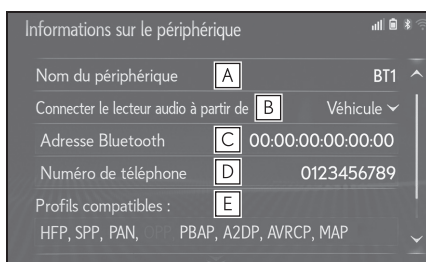 Informations sur le périphérique
Nom du périphérique A BT1
Connecter le lecteur audio à partir de B Véhicule
Adresse Bluetooth C 00:00:00:00:00:00
Numéro de téléphone D 0123456789
Profils compatibles : E
HFP, SPP, PAN, OPP, PBAP, A2DP, AVRCP, MAP